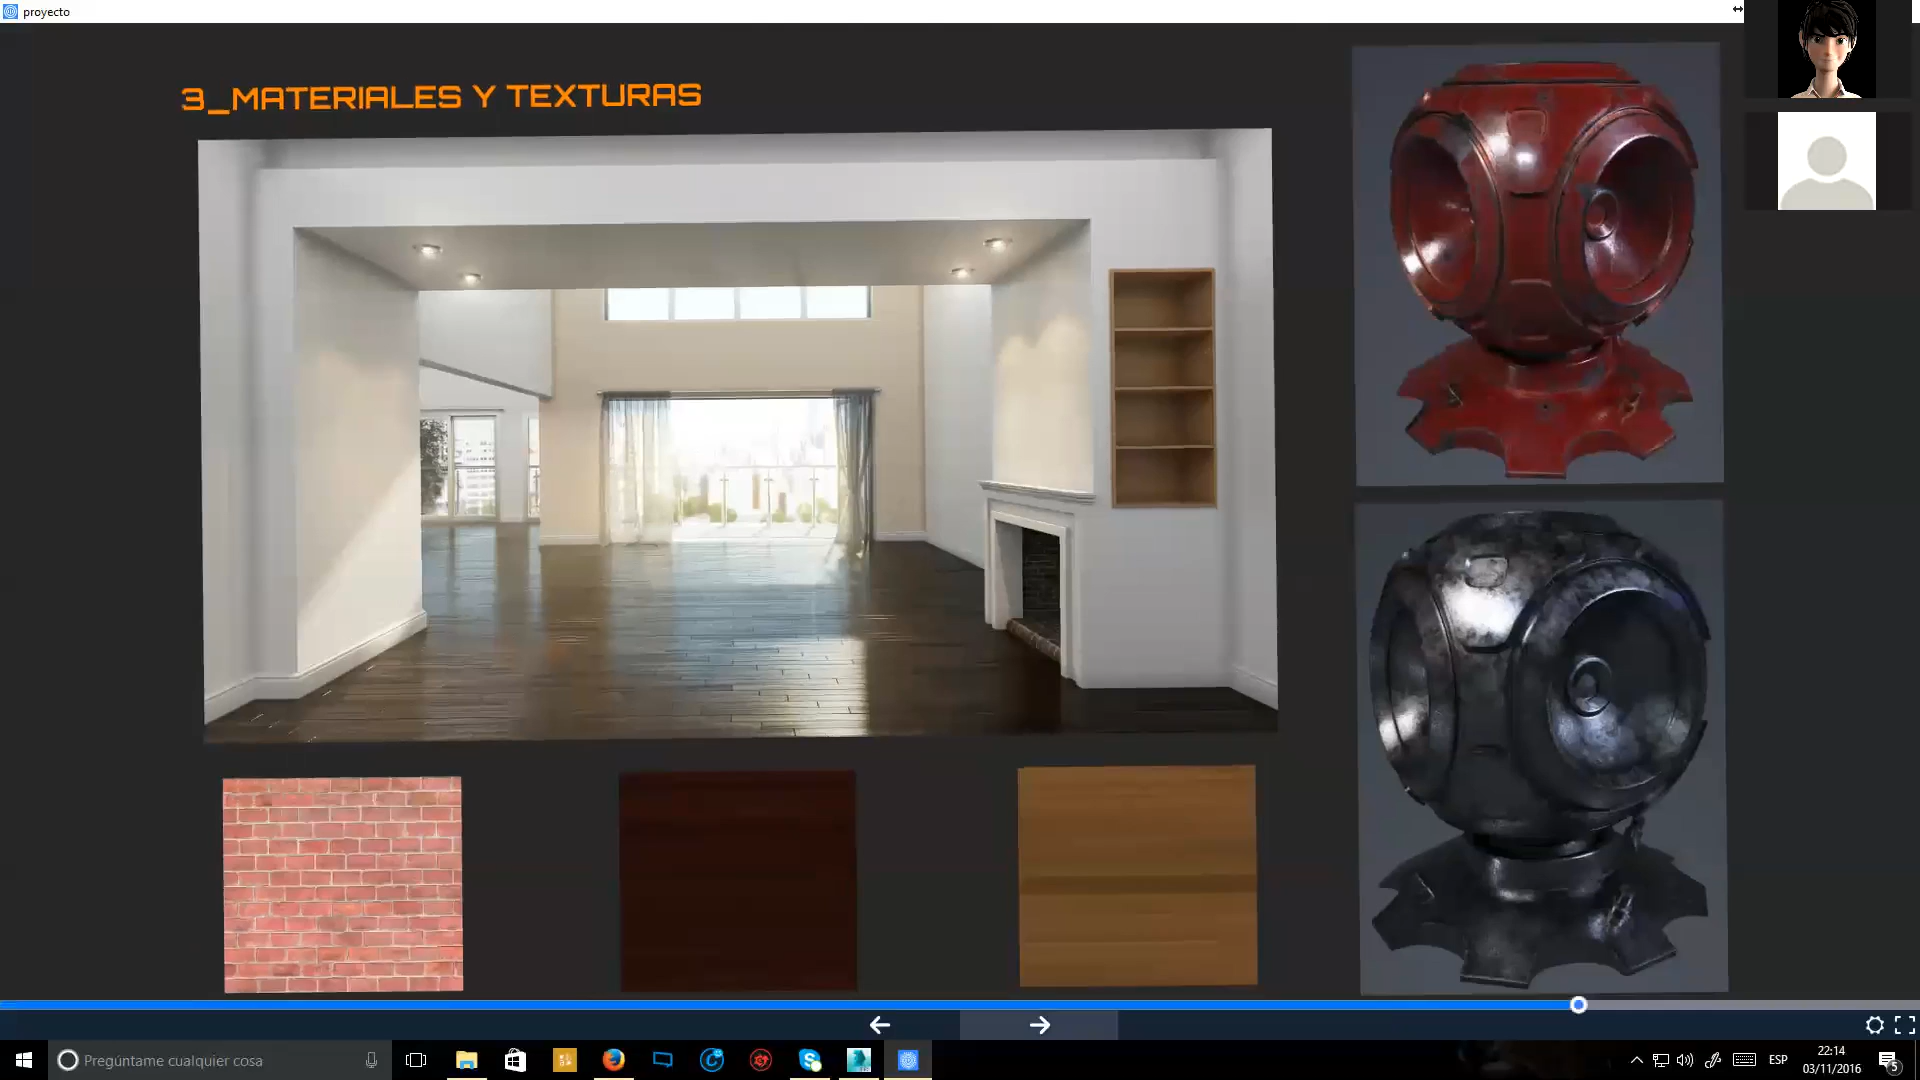 proyecto
3_MATERIALES Y TEXTURAS
Pregúntame cualquier cosa
ESP
22:14
03/11/2016
5